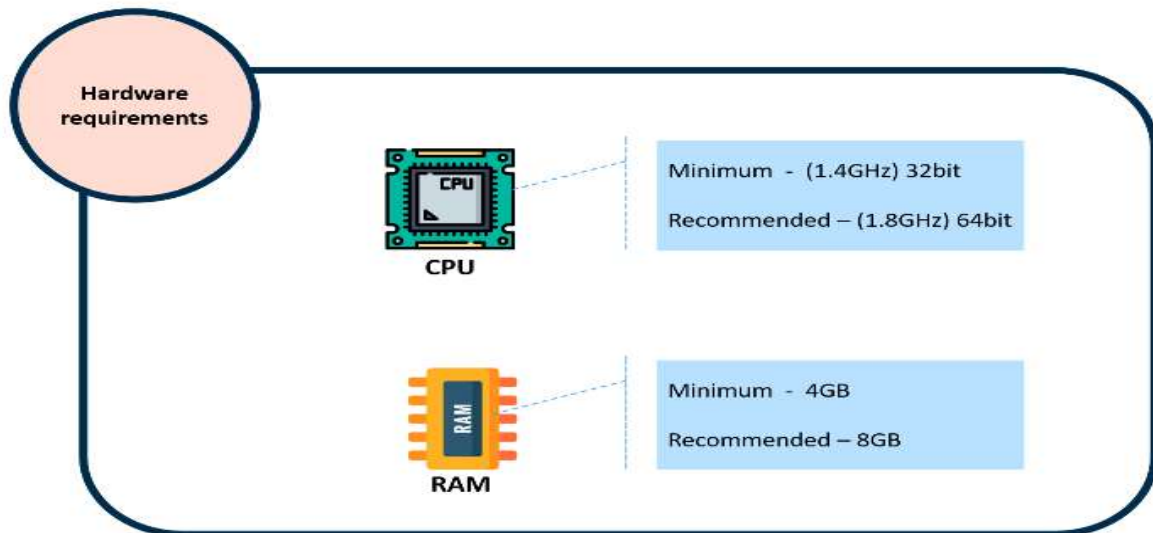 Hardware
requirements
CPU
CPU
Minimum  -  (1.4GHz) 32bit
Recommended – (1.8GHz) 64bit
RAM
RAM
Minimum  -  4GB
Recommended – 8GB